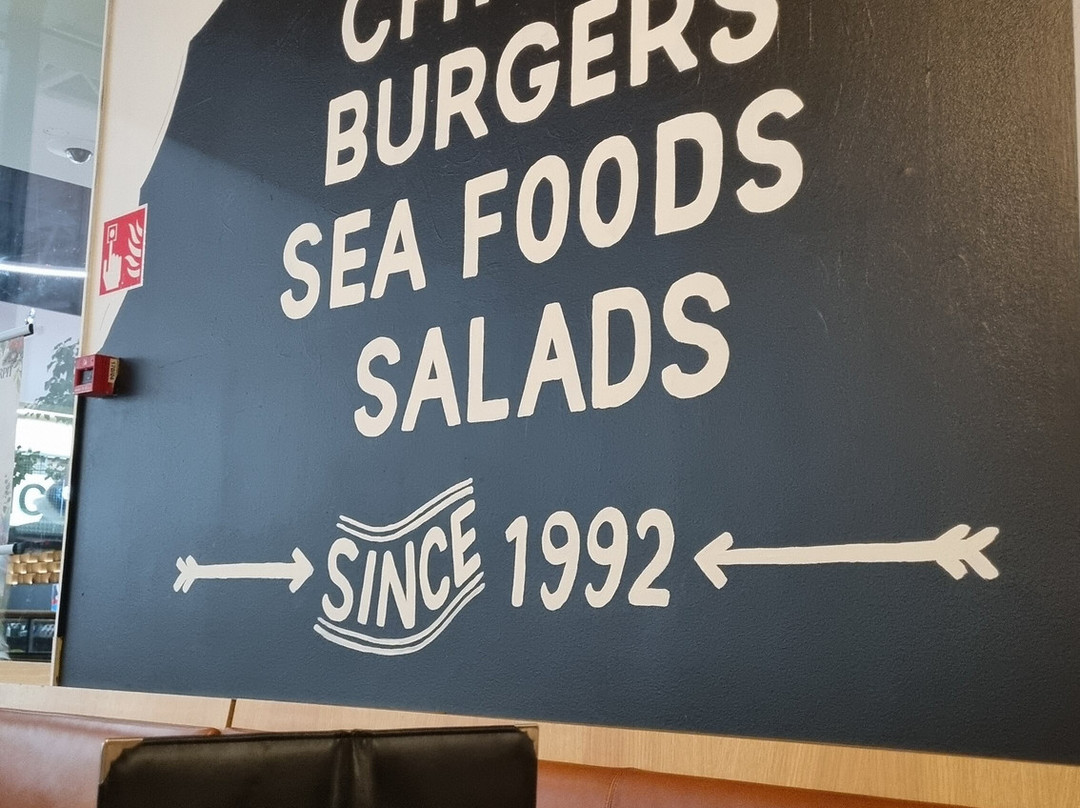 BURGERS
SEA FOODS
SALADS
SINCE 1992